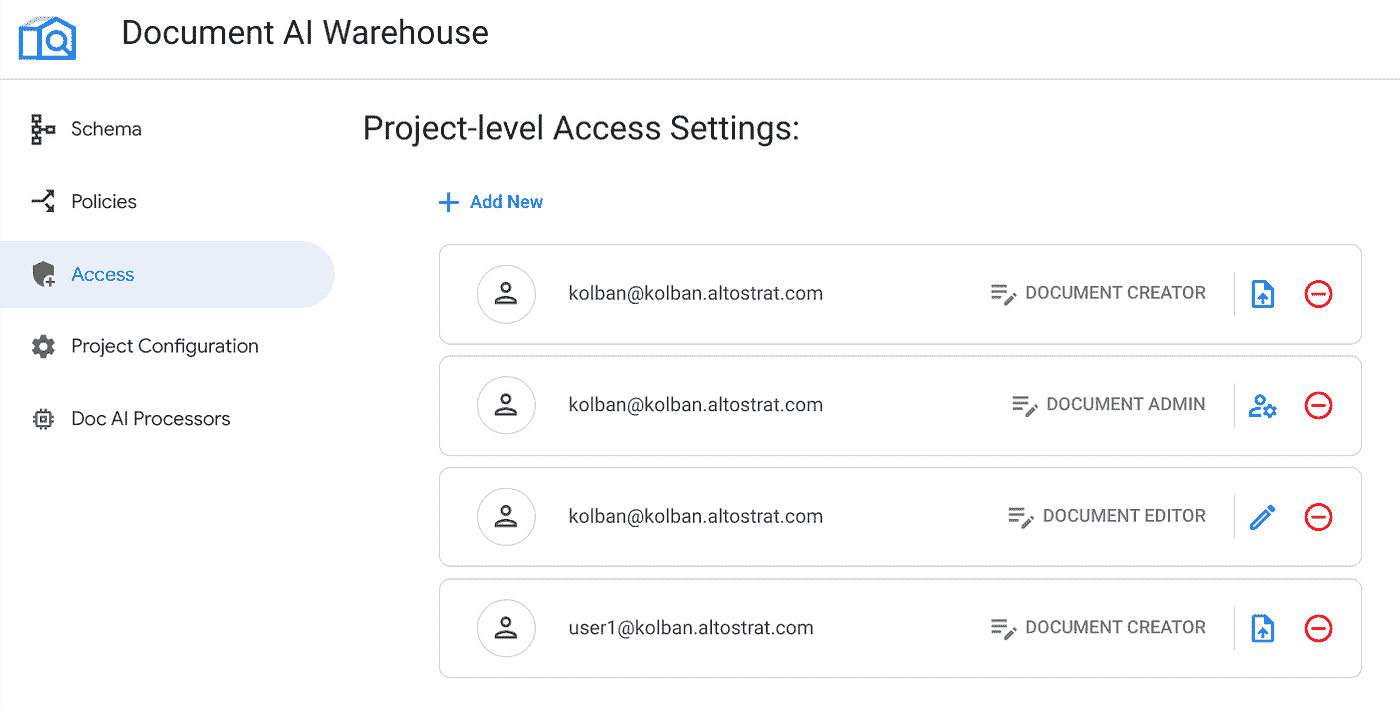 Document AI Warehouse
Schema
Policies
Access
Project Configuration
Doc AI Processors
Project-level Access Settings:
Add New
kolban@kolban.altostrat.com DOCUMENT CREATOR
kolban@kolban.altostrat.com DOCUMENT ADMIN
kolban@kolban.altostrat.com DOCUMENT EDITOR
user1@kolban.altostrat.com DOCUMENT CREATOR